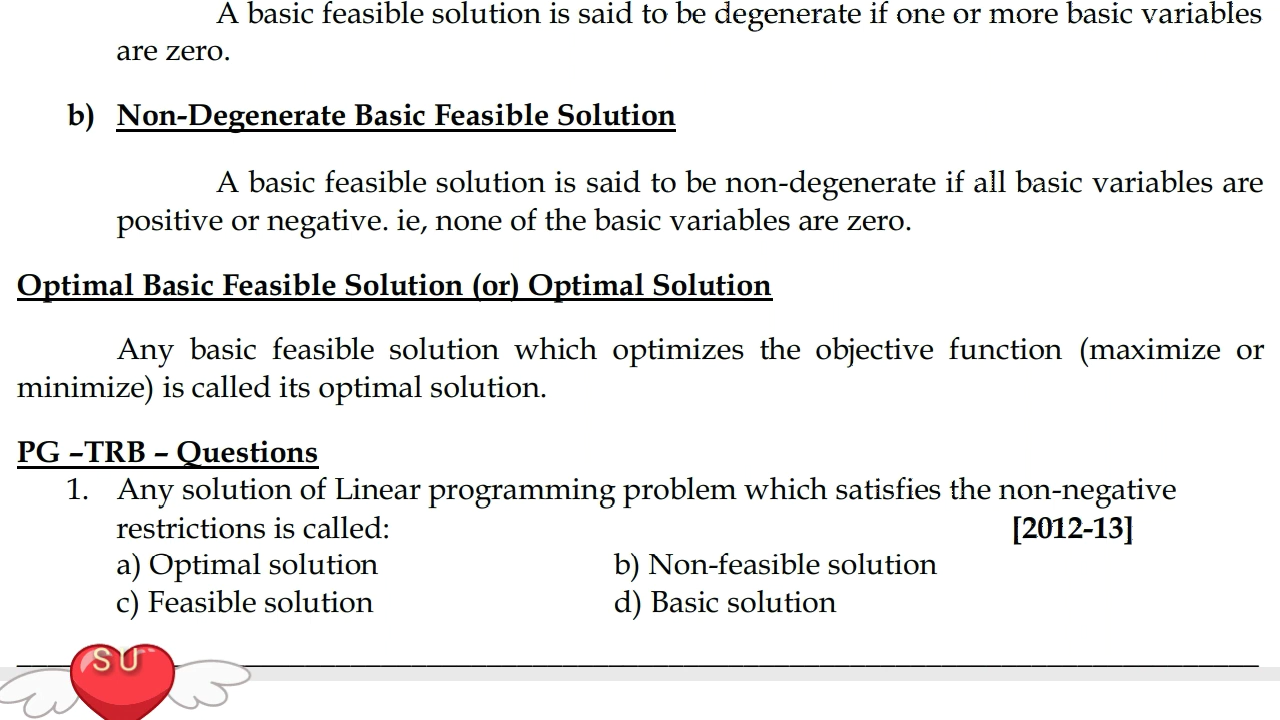 A basic feasible solution is said to be degenerate if one or more basic variables
are zero.
b) Non-Degenerate Basic Feasible Solution
A basic feasible solution is said to be non-degenerate if all basic variables are
positive or negative. ie, none of the basic variables are zero.
Optimal Basic Feasible Solution (or) Optimal Solution
Any basic feasible solution which optimizes the objective function (maximize or
minimize) is called its optimal solution.
PG –TRB – Questions
1. Any solution of Linear programming problem which satisfies the non-negative
restrictions is called: [2012-13]
a) Optimal solution b) Non-feasible solution
c) Feasible solution d) Basic solution
SU